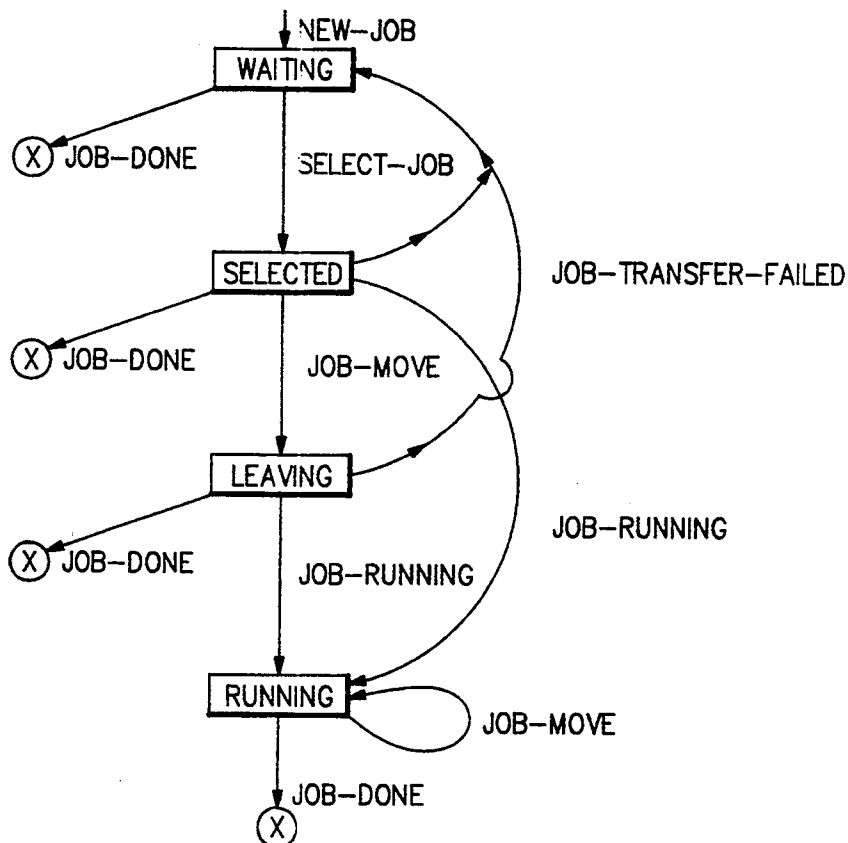 NEW-JOB
WAITING
X JOB-DONE
SELECT-JOB
SELECTED
JOB-TRANSFER-FAILED
X JOB-DONE
JOB-MOVE
LEAVING
JOB-RUNNING
X JOB-DONE
JOB-RUNNING
RUNNING
JOB-MOVE
JOB-DONE
X